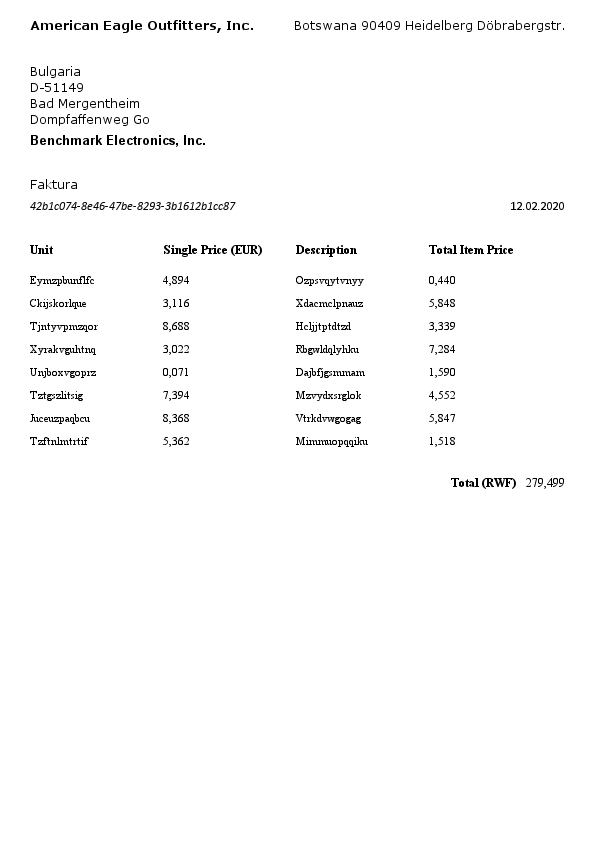 American Eagle Outfitters, Inc. Botswana 90409 Heidelberg Döbrabergstr.
Bulgaria
D-51149
Bad Mergentheim
Dompfaffenweg Go
Benchmark Electronics, Inc.
Faktura
42b1c074-8e46-47be-8293-3b1612b1cc87 12.02.2020
Unit Single Price (EUR) Description Total Item Price
Eymzpbunflfc 4,894 Ozpsvqytvnyy 0,440
Ckijskorlque 3,116 Xdacmclpnauz 5,848
Tjntyvpmzqor 8,688 Hcljjtptdtzd 3,339
Xyrakvguhtnq 3,022 Rbgwldqlyhku 7,284
Unjboxvgoprz 0,071 Dajbfjgsmmam 1,590
Tztgszlitsig 7,394 Mzvydxsrglok 4,552
Juceuzpaqbcu 8,368 Vtrkdvwgogag 5,847
Tzftnlmtrtif 5,362 Mimmuopqqiku 1,518
Total (RWF) 279,499